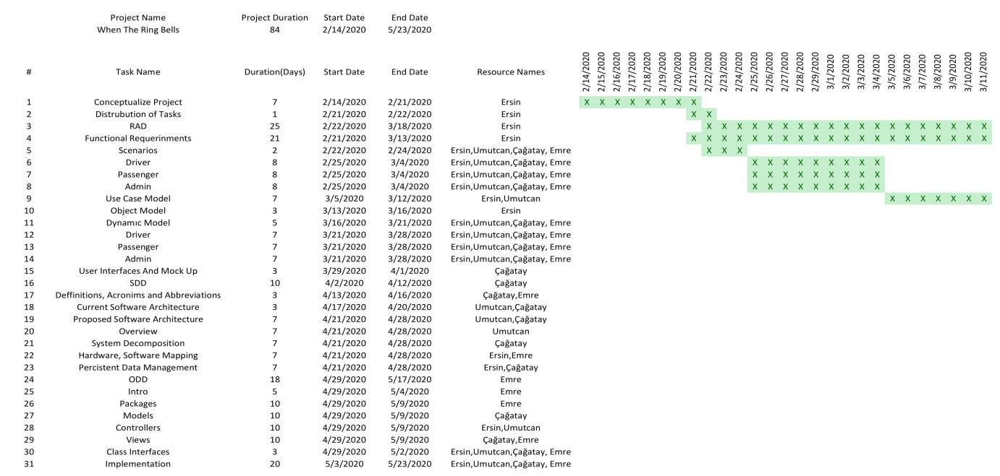 Project Name Project Duration Start Date End Date
When The Ring Bells 84 2/14/2020 5/23/2020
# Task Name Duration(Days) Start Date End Date Resource Names 2/14/2020 2/15/2020 2/16/2020 2/17/2020 2/18/2020 2/19/2020 2/20/2020 2/21/2020 2/22/2020 2/23/2020 2/24/2020 2/25/2020 2/26/2020 2/27/2020 2/28/2020 2/29/2020 3/1/2020 3/2/2020 3/3/2020 3/4/2020 3/5/2020 3/6/2020 3/7/2020 3/8/2020 3/9/2020 3/10/2020 3/11/2020
1 Conceptualize Project 7 2/14/2020 2/21/2020 Ersin X X X X X X X X
2 Distrubution of Tasks 1 2/21/2020 2/22/2020 Ersin X X
3 RAD 25 2/22/2020 3/18/2020 Ersin X X X X X X X X X X X X X X X X X X X
4 Functional Requerinments 21 2/21/2020 3/13/2020 Ersin X X X X X X X X X X X X X X X X X X X X
5 Scenarios 2 2/22/2020 2/24/2020 Ersin,Umutcan,Çağatay, Emre X X X
6 Driver 8 2/25/2020 3/4/2020 Ersin,Umutcan,Çağatay, Emre X X X X X X X X X
7 Passenger 8 2/25/2020 3/4/2020 Ersin,Umutcan,Çağatay, Emre X X X X X X X X X
8 Admin 8 2/25/2020 3/4/2020 Ersin,Umutcan,Çağatay, Emre X X X X X X X X X
9 Use Case Model 7 3/5/2020 3/12/2020 Ersin,Umutcan X X X X X X X
10 Object Model 3 3/13/2020 3/16/2020 Ersin
11 Dynamıc Model 5 3/16/2020 3/21/2020 Ersin,Umutcan,Çağatay, Emre
12 Driver 7 3/21/2020 3/28/2020 Ersin,Umutcan,Çağatay, Emre
13 Passenger 7 3/21/2020 3/28/2020 Ersin,Umutcan,Çağatay, Emre
14 Admin 7 3/21/2020 3/28/2020 Ersin,Umutcan,Çağatay, Emre
15 User Interfaces And Mock Up 3 3/29/2020 4/1/2020 Çağatay
16 SDD 10 4/2/2020 4/12/2020 Çağatay
17 Deffinitions, Acronims and Abbreviations 3 4/13/2020 4/16/2020 Çağatay,Emre
18 Current Software Architecture 3 4/17/2020 4/20/2020 Umutcan,Çağatay
19 Proposed Software Architecture 7 4/21/2020 4/28/2020 Umutcan,Çağatay
20 Overview 7 4/21/2020 4/28/2020 Umutcan
21 System Decomposition 7 4/21/2020 4/28/2020 Çağatay
22 Hardware, Software Mapping 7 4/21/2020 4/28/2020 Ersin,Emre
23 Percistent Data Management 7 4/21/2020 4/28/2020 Ersin,Çağatay
24 ODD 18 4/29/2020 5/17/2020 Emre
25 Intro 5 4/29/2020 5/4/2020 Emre
26 Packages 10 4/29/2020 5/9/2020 Emre
27 Models 10 4/29/2020 5/9/2020 Çağatay
28 Controllers 10 4/29/2020 5/9/2020 Ersin,Umutcan
29 Views 10 4/29/2020 5/9/2020 Çağatay,Emre
30 Class Interfaces 3 4/29/2020 5/2/2020 Ersin,Umutcan,Çağatay, Emre
31 Implementation 20 5/3/2020 5/23/2020 Ersin,Umutcan,Çağatay, Emre